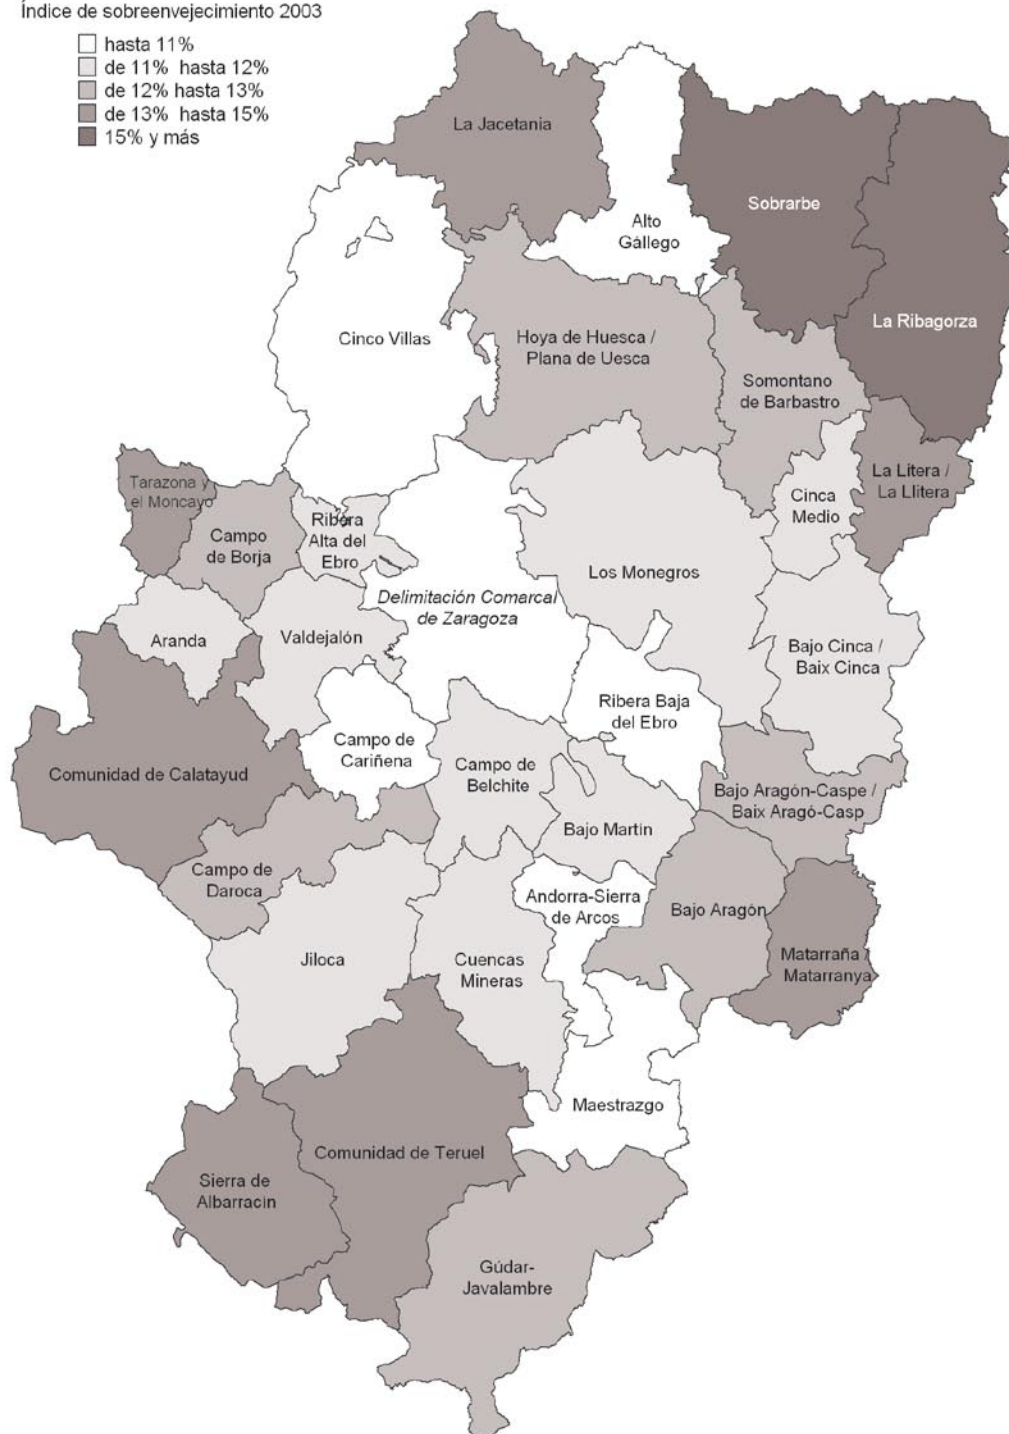 Índice de sobreenvejecimiento 2003
hasta 11%
de 11% hasta 12%
de 12% hasta 13%
de 13% hasta 15%
15% y más
La Jacetania
Sobrarbe
Alto
Gállego
La Ribagorza
Cinco Villas
Hoya de Huesca /
Plana de Uesca
Somontano
de Barbastro
La Litera /
La Llitera
Tarazona y
el Moncayo
Cinca
Medio
Ribera
Alta del
Ebro
Campo
de Borja
Los Monegros
Delimitación Comarcal
de Zaragoza
Aranda
Valdejalón
Bajo Cinca /
Baix Cinca
Ribera Baja
del Ebro
Campo de
Cariñena
Comunidad de Calatayud
Campo de
Belchite
Bajo Aragón-Caspe /
Baix Aragó-Casp
Bajo Martín
Campo de
Daroca
Andorra-Sierra
de Arcos
Bajo Aragón
Jiloca
Cuencas
Mineras
Matarraña /
Matarranya
Maestrazgo
Comunidad de Teruel
Sierra de
Albarracín
Gúdar-
Javalambre